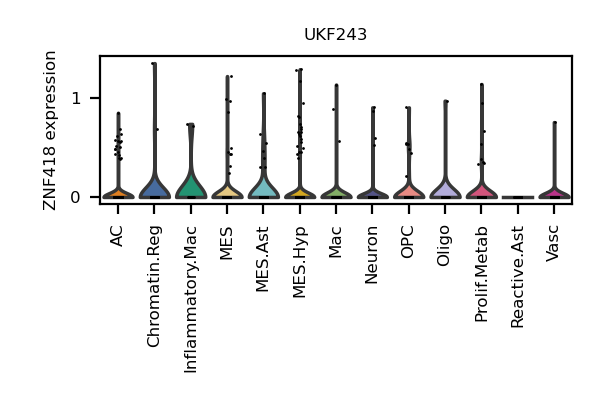 UKF243
ZNF418 expression
1
0
AC
Chromatin.Reg
Inflammatory.Mac
MES
MES.Ast
MES.Hyp
Mac
Neuron
OPC
Oligo
Prolif.Metab
Reactive.Ast
Vasc